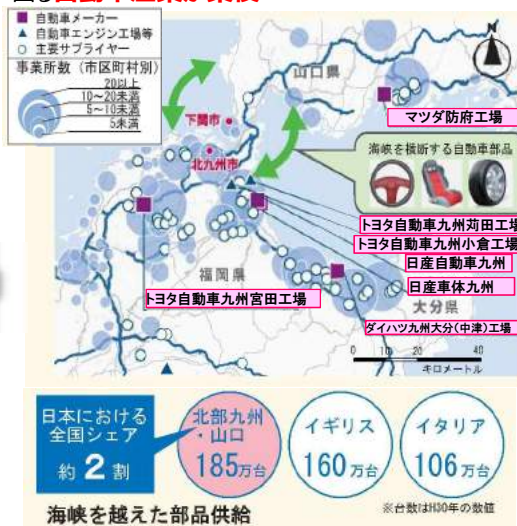 自動車産業が集積
自動車メーカー
自動車エンジン工場等
主要サプライヤー
事業所数（市区町村別）
20以上
10〜20未満
5〜10未満
5未満
N
山口県
下関市
北九州市
マツダ防府工場
海峡を横断する自動車部品
トヨタ自動車九州苅田工場
トヨタ自動車九州小倉工場
日産自動車九州
日産車体九州
福岡県
トヨタ自動車九州宮田工場
大分県
ダイハツ九州大分(中津)工場
0 10 20 40
キロメートル
日本における
全国シェア
約2割
北部九州
・山口
185万台
イギリス
160万台
イタリア
106万台
海峡を越えた部品供給
※台数はH30年の数値